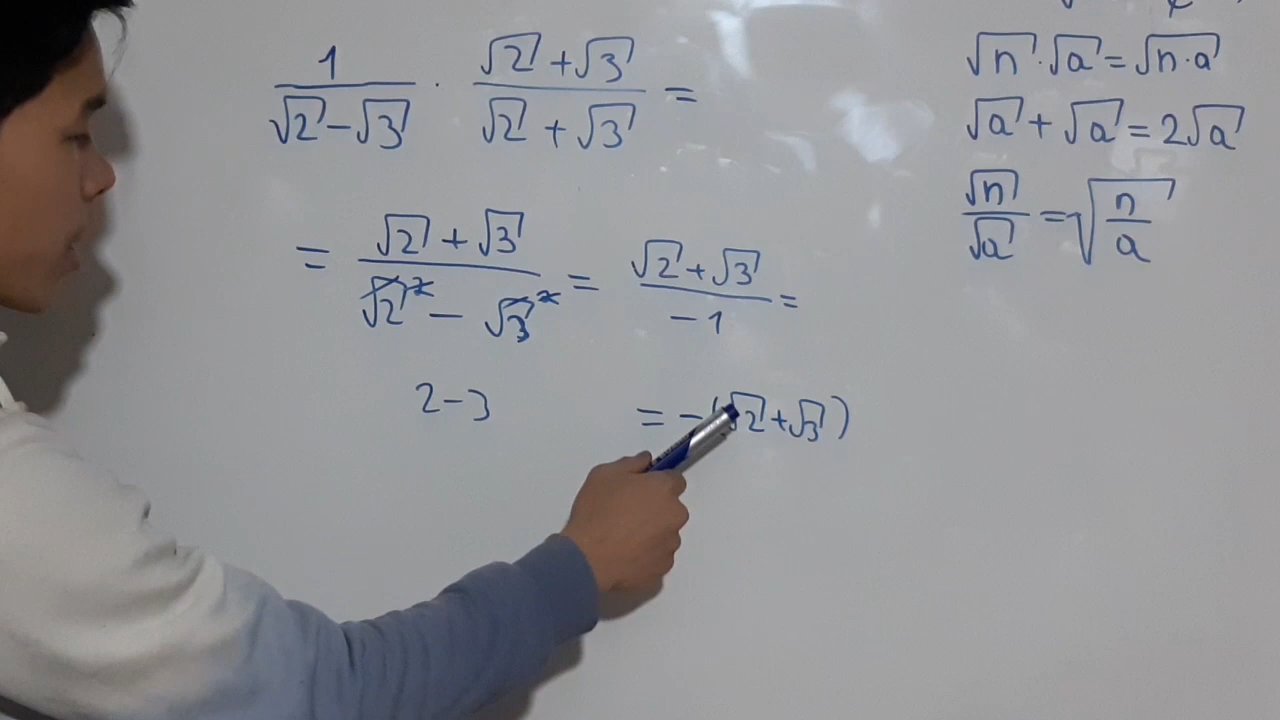 1/(√2-√3) · (√2+√3)/(√2+√3) =
= (√2+√3)/(√2² - √3²) = (√2+√3)/-1 =
2-3
= -(√2+√3)
√n·√a=√n·a
√a+√a=2√a
√n/√a=√(n/a)